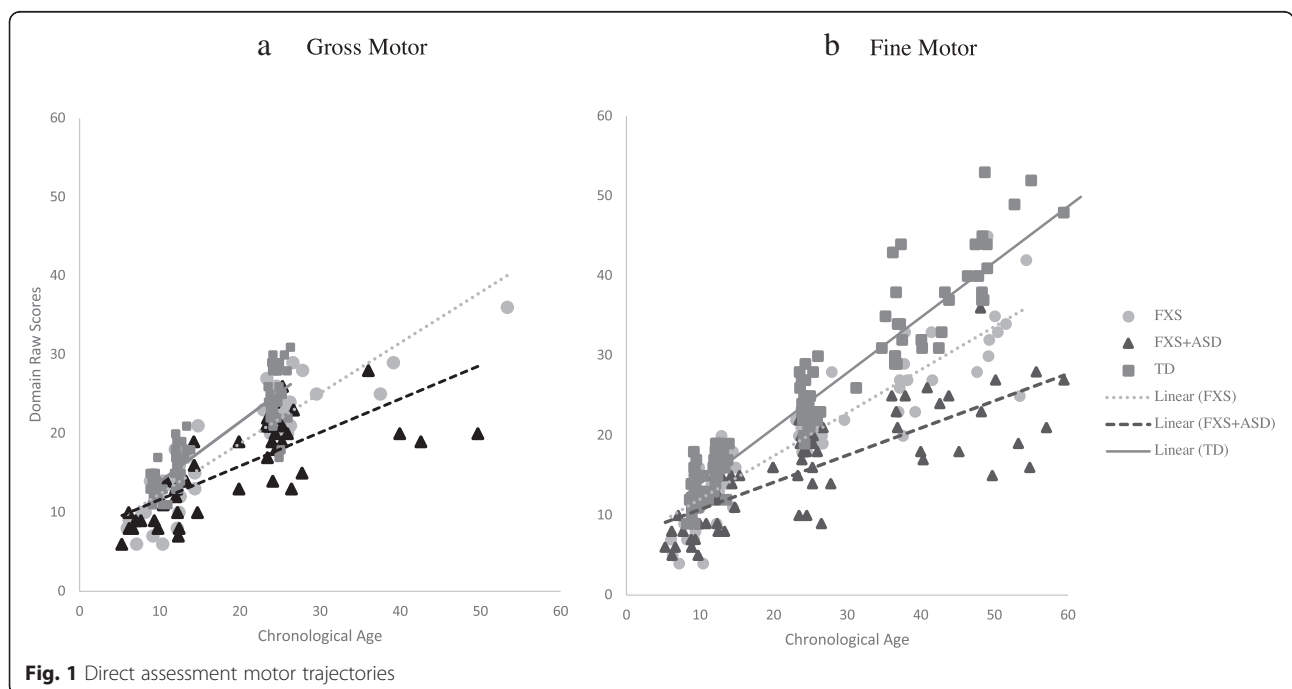 a Gross Motor
b Fine Motor
60
50
40
30
20
10
0
Domain Raw Scores
0 10 20 30 40 50 60
Chronological Age
60
50
40
30
20
10
0
0 10 20 30 40 50 60
Chronological Age
FXS
FXS+ASD
TD
Linear (FXS)
Linear (FXS+ASD)
Linear (TD)
Fig. 1 Direct assessment motor trajectories